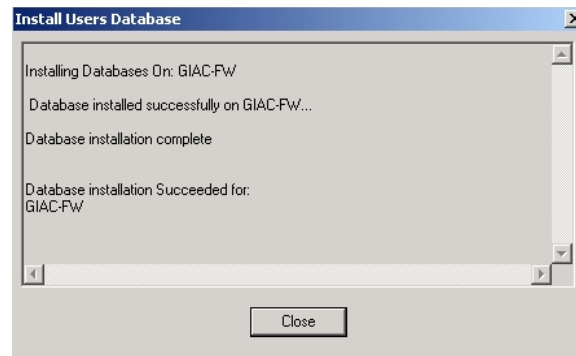 Install Users Database
Installing Databases On: GIAC-FW
Database installed successfully on GIAC-FW...
Database installation complete
Database installation Succeeded for:
GIAC-FW
Close